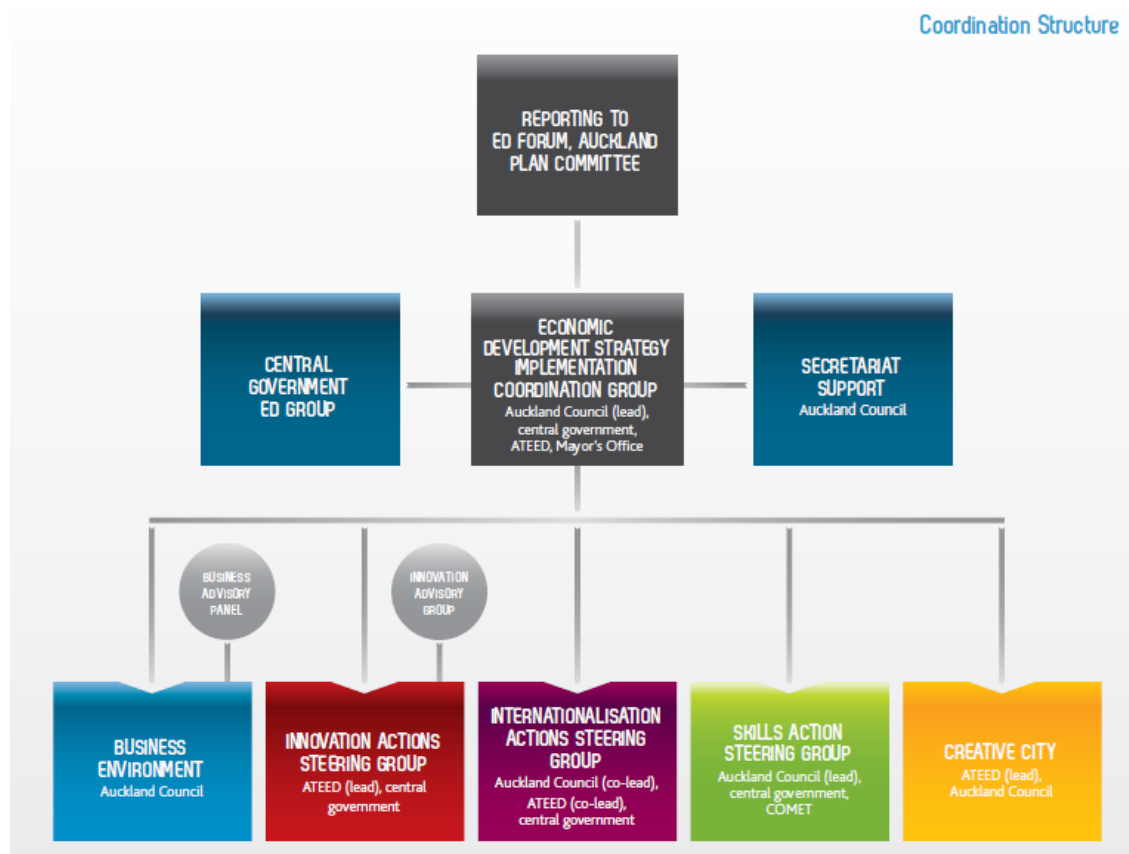 Coordination Structure
REPORTING TO
ED FORUM, AUCKLAND
PLAN COMMITTEE
CENTRAL
GOVERNMENT
ED GROUP
ECONOMIC
DEVELOPMENT STRATEGY
IMPLEMENTATION
COORDINATION GROUP
Auckland Council (lead),
central government,
ATEED, Mayor's Office
SECRETARIAT
SUPPORT
Auckland Council
BUSINESS
ADVISORY
PANEL
INNOVATION
ADVISORY
GROUP
BUSINESS
ENVIRONMENT
Auckland Council
INNOVATION ACTIONS
STEERING GROUP
ATEED (lead), central
government
INTERNATIONALISATION
ACTIONS STEERING
GROUP
Auckland Council (co-lead),
ATEED (co-lead),
central government
SKILLS ACTION
STEERING GROUP
Auckland Council (lead),
central government,
COMET
CREATIVE CITY
ATEED (lead),
Auckland Council